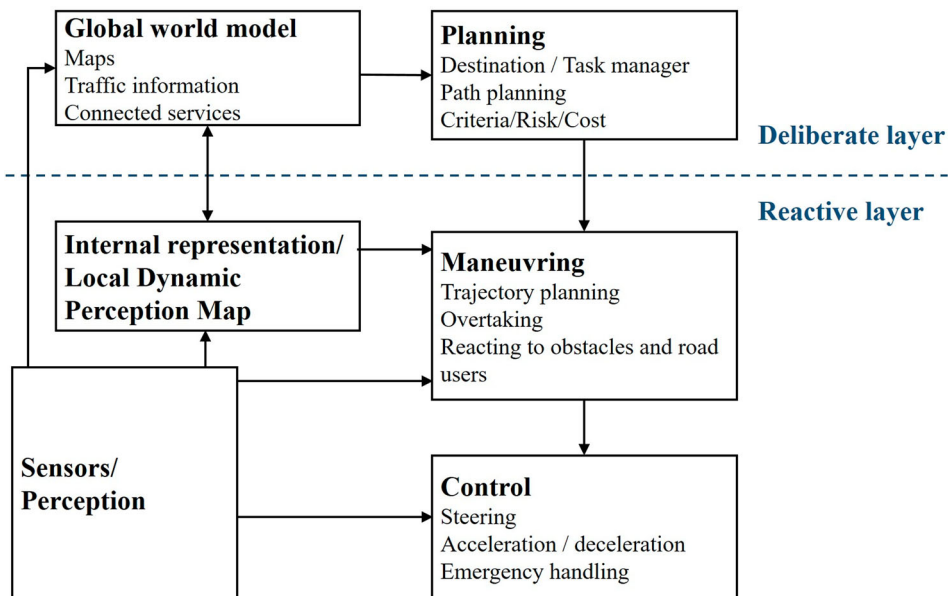 Global world model
Maps
Traffic information
Connected services
Planning
Destination / Task manager
Path planning
Criteria/Risk/Cost
Deliberate layer
Reactive layer
Internal representation/
Local Dynamic
Perception Map
Maneuvring
Trajectory planning
Overtaking
Reacting to obstacles and road
users
Sensors/
Perception
Control
Steering
Acceleration / deceleration
Emergency handling